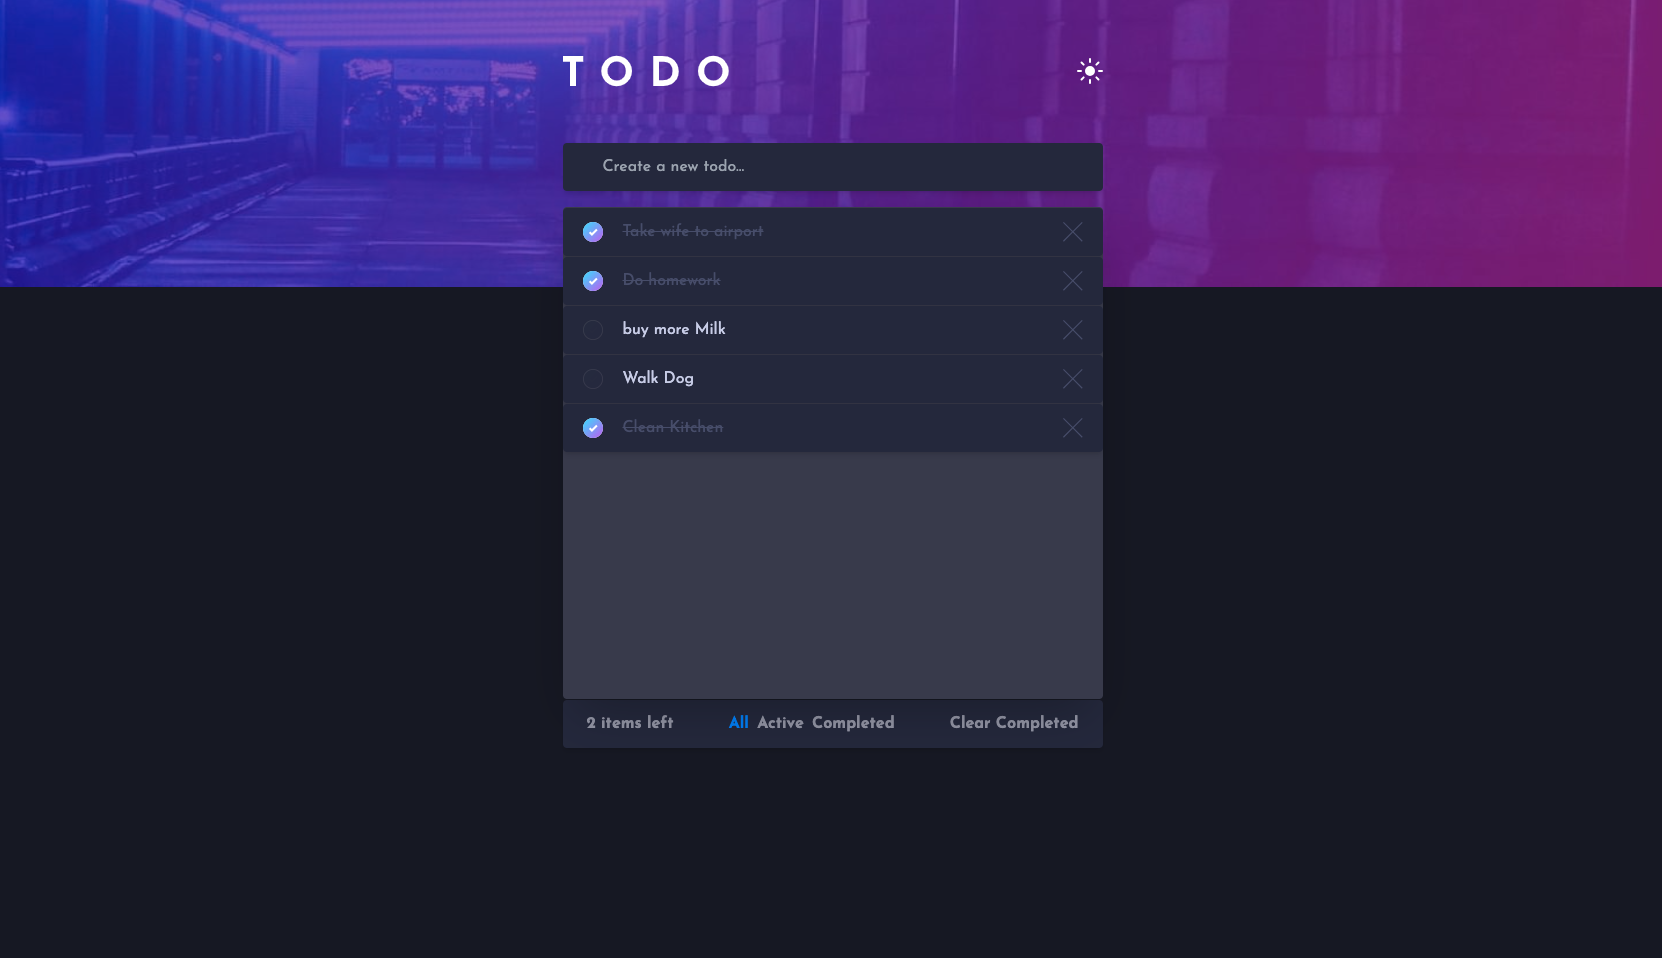 TODO
Create a new todo...
Take wife to airport
Do homework
buy more Milk
Walk Dog
Clean Kitchen
2 items left All Active Completed Clear Completed